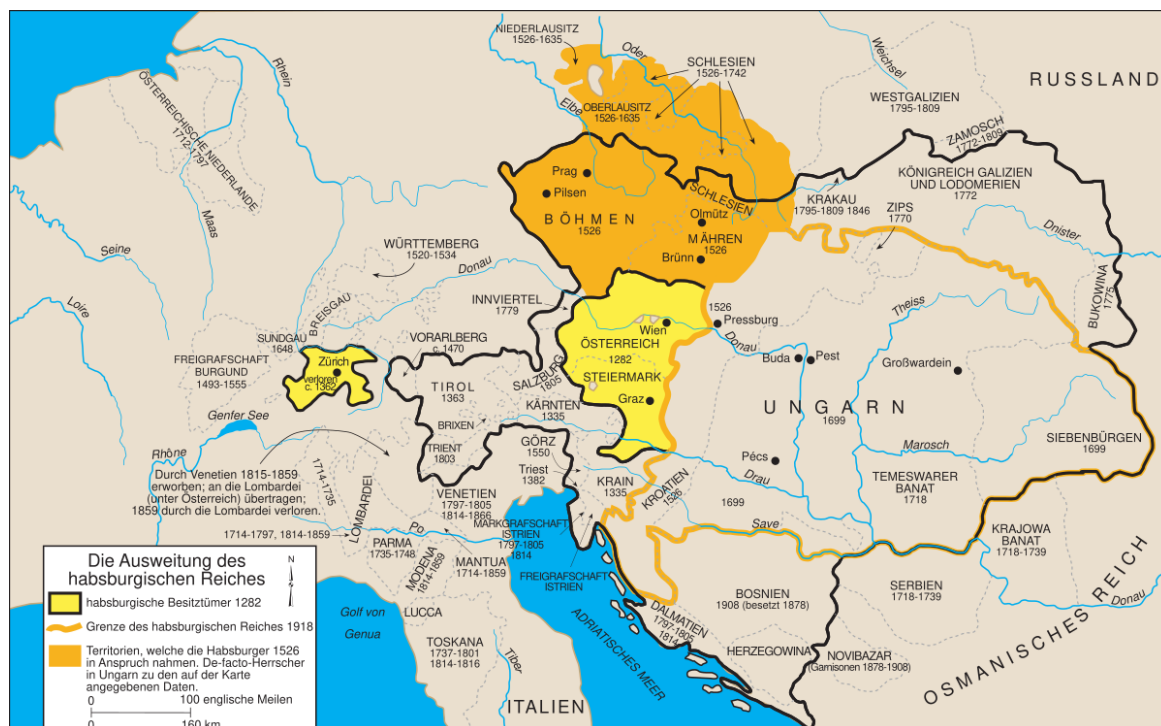 NIEDERLAUSITZ
1526-1635
Oder
SCHLESIEN
1526-1742
Weichsel
RUSSLAND
Rhein
ÖSTERREICHISCHE NIEDERLANDE
1712-1797
Elbe
OBERLAUSITZ
1526-1635
WESTGALIZIEN
1795-1809
ZAMOSCH
1772-1809
Prag
Pilsen
BÖHMEN
1526
SCHLESIEN
Olmütz
MÄHREN
1526
Brünn
KRAKAU
1795-1809 1846
KÖNIGREICH GALIZIEN
UND LODOMERIEN
1772
ZIPS
1770
Dnister
Maas
Seine
Loire
WÜRTTEMBERG
1520-1534
Donau
INNVIERTEL
1779
BREISGAU
SUNDGAU
1648
Zürich
verloren
c. 1362
VORARLBERG
c. 1470
FREIGRAFSCHAFT
BURGUND
1493-1555
1526
Pressburg
Wien
Donau
ÖSTERREICH
1282
STEIERMARK
Graz
Buda
Pest
Theiss
Großwardein
BUKOWINA
1775
TIROL
1363
SALZBURG
1805
KÄRNTEN
1335
BRIXEN
TRIENT
1803
UNGARN
1699
Genfer See
Rhône
GÖRZ
1550
Triest
1382
KRAIN
1335
KROATIEN
1526
Pécs
Drau
1699
Marosch
SIEBENBÜRGEN
1699
TEMESWARER
BANAT
1718
Durch Venetien 1815-1859
erworben; an die Lombardei
(unter Österreich) übertragen;
1859 durch die Lombardei verloren.
1714-1735
LOMBARDEI
VENETIEN
1797-1805
1814-1866
MARKGRAFSCHAFT
ISTRIEN
1797-1805
1814
Save
KRAJOWA
BANAT
1718-1739
1714-1797, 1814-1859
Po
PARMA
1735-1748
MODENA
1814-1859
MANTUA
1714-1859
FREIGRAFSCHAFT
ISTRIEN
SERBIEN
1718-1739
Donau
BOSNIEN
1908 (besetzt 1878)
DALMATIEN
1797-1805
1814
HERZEGOWINA
NOVIBAZAR
(Garnisonen 1878-1908)
OSMANISCHES REICH
ADRIATISCHES MEER
Golf von
Genua
LUCCA
TOSKANA
1737-1801
1814-1816
Tiber
ITALIEN
Die Ausweitung des
habsburgischen Reiches
N
habsburgische Besitztümer 1282
Grenze des habsburgischen Reiches 1918
Territorien, welche die Habsburger 1526
in Anspruch nahmen. De-facto-Herrscher
in Ungarn zu den auf der Karte
angegebenen Daten.
0 100 englische Meilen
0 160 km